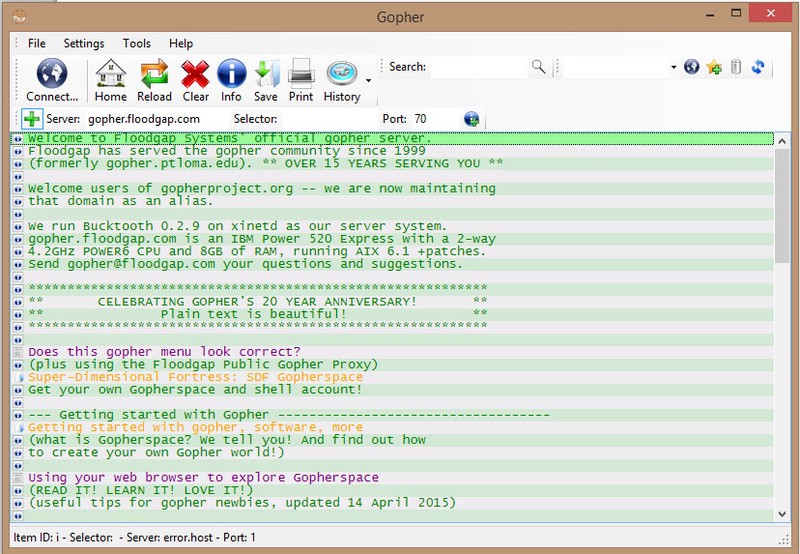 Gopher
File Settings Tools Help
Connect... Home Reload Clear Info Save Print History Search:
Server: gopher.floodgap.com Selector: Port: 70
Welcome to Floodgap Systems' official gopher server.
Floodgap has served the gopher community since 1999
(formerly gopher.ptloma.edu). ** OVER 15 YEARS SERVING YOU **
Welcome users of gopherproject.org -- we are now maintaining
that domain as an alias.
We run Bucktooth 0.2.9 on xinetd as our server system.
gopher.floodgap.com is an IBM Power 520 Express with a 2-way
4.2GHz POWER6 CPU and 8GB of RAM, running AIX 6.1 +patches.
Send gopher@floodgap.com your questions and suggestions.
***********************************************************
** CELEBRATING GOPHER'S 20 YEAR ANNIVERSARY! **
** Plain text is beautiful! **
***********************************************************
Does this gopher menu look correct?
(plus using the Floodgap Public Gopher Proxy)
Super-Dimensional Fortress: SDF Gopherspace
Get your own Gopherspace and shell account!
--- Getting started with Gopher -----------------------------------
Getting started with gopher, software, more
(what is Gopherspace? We tell you! And find out how
to create your own Gopher world!)
Using your web browser to explore Gopherspace
(READ IT! LEARN IT! LOVE IT!)
(useful tips for gopher newbies, updated 14 April 2015)
Item ID: i - Selector: - Server: error.host - Port: 1